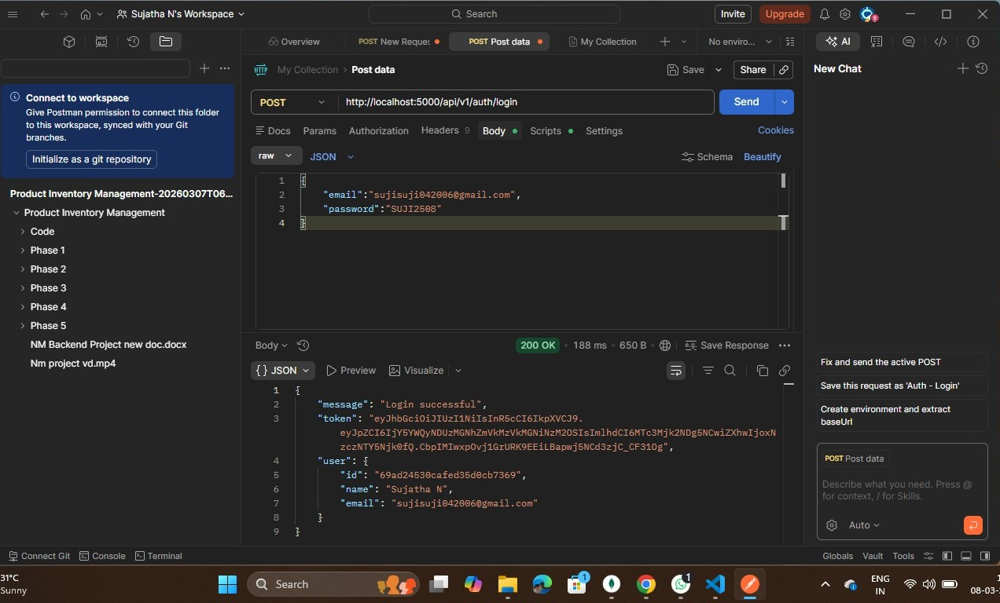 Sujatha N's Workspace
Search
Invite
Upgrade
Overview
POST New Reques
POST Post data
My Collection
No enviro...
AI
My Collection > Post data
Save
Share
New Chat
Connect to workspace
Give Postman permission to connect this folder
to this workspace, synced with your Git
branches.
Initialize as a git repository
POST
http://localhost:5000/api/v1/auth/login
Send
Docs
Params
Authorization
Headers 9
Body
Scripts
Settings
Cookies
raw
JSON
Schema
Beautify
1 {
2 "email":"sujisuji042006@gmail.com",
3 "password":"SUJI2508"
4 }
Product Inventory Management-20260307T06...
Product Inventory Management
Code
Phase 1
Phase 2
Phase 3
Phase 4
Phase 5
NM Backend Project new doc.docx
Nm project vd.mp4
Body
200 OK
188 ms
650 B
e.g. Save Response
{} JSON
Preview
Visualize
1 {
2 "message": "Login successful",
3 "token": "eyJhbGciOiJIUzI1NiIsInR5cCI6IkpXVCJ9.
eyJpZCI6IjY5YWQyNDUzMGNhZmVkMzVkMGNiNzM2OSIsImlhdCI6MTc3Mjk2NDg5NCwiZXhwIjoxN
zczNTY5Njk0fQ.CbpIMIwxpOvj1GrURK9EEiLBapwj5NCd3zjC_CF31Og",
4 "user": {
5 "id": "69ad24530cafed35d0cb7369",
6 "name": "Sujatha N",
7 "email": "sujisuji042006@gmail.com"
8 }
9 }
Fix and send the active POST
Save this request as 'Auth - Login'
Create environment and extract
baseUrl
POST Post data
Describe what you need. Press @
for context, / for Skills.
Auto
Connect Git
Console
Terminal
Globals
Vault
Tools
31°C
Sunny
Search
1
1
ENG
IN
1
08-03-